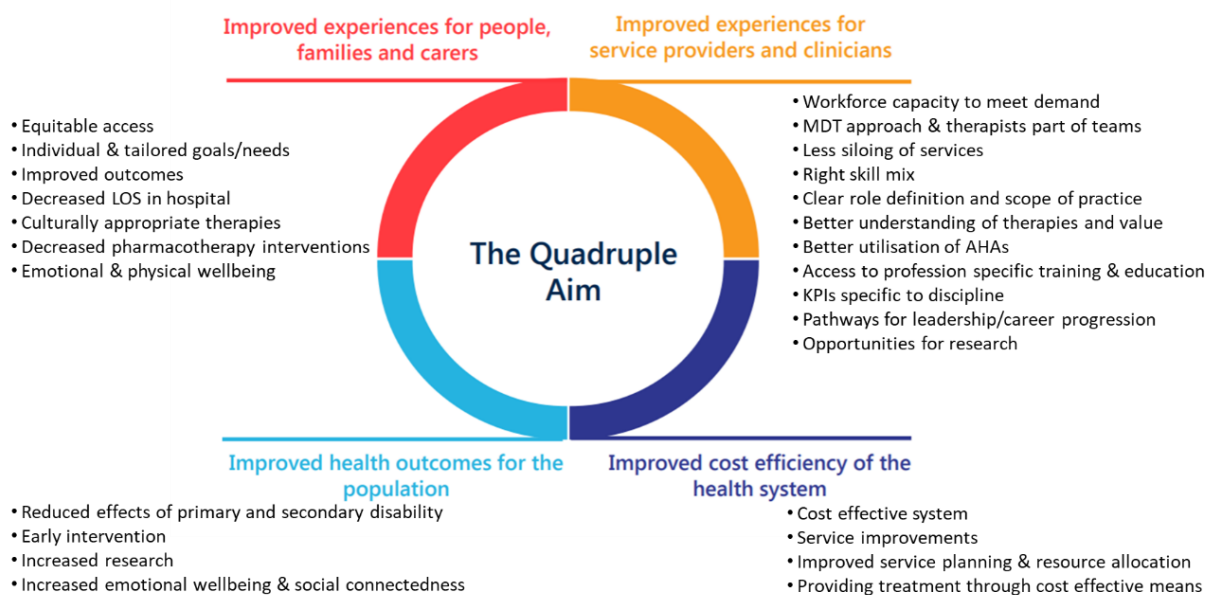 Improved experiences for people,
families and carers
• Equitable access
• Individual & tailored goals/needs
• Improved outcomes
• Decreased LOS in hospital
• Culturally appropriate therapies
• Decreased pharmacotherapy interventions
• Emotional & physical wellbeing
Improved experiences for
service providers and clinicians
• Workforce capacity to meet demand
• MDT approach & therapists part of teams
• Less siloing of services
• Right skill mix
• Clear role definition and scope of practice
• Better understanding of therapies and value
• Better utilisation of AHAs
• Access to profession specific training & education
• KPIs specific to discipline
• Pathways for leadership/career progression
• Opportunities for research
The Quadruple
Aim
Improved health outcomes for the
population
• Reduced effects of primary and secondary disability
• Early intervention
• Increased research
• Increased emotional wellbeing & social connectedness
Improved cost efficiency of the
health system
• Cost effective system
• Service improvements
• Improved service planning & resource allocation
• Providing treatment through cost effective means